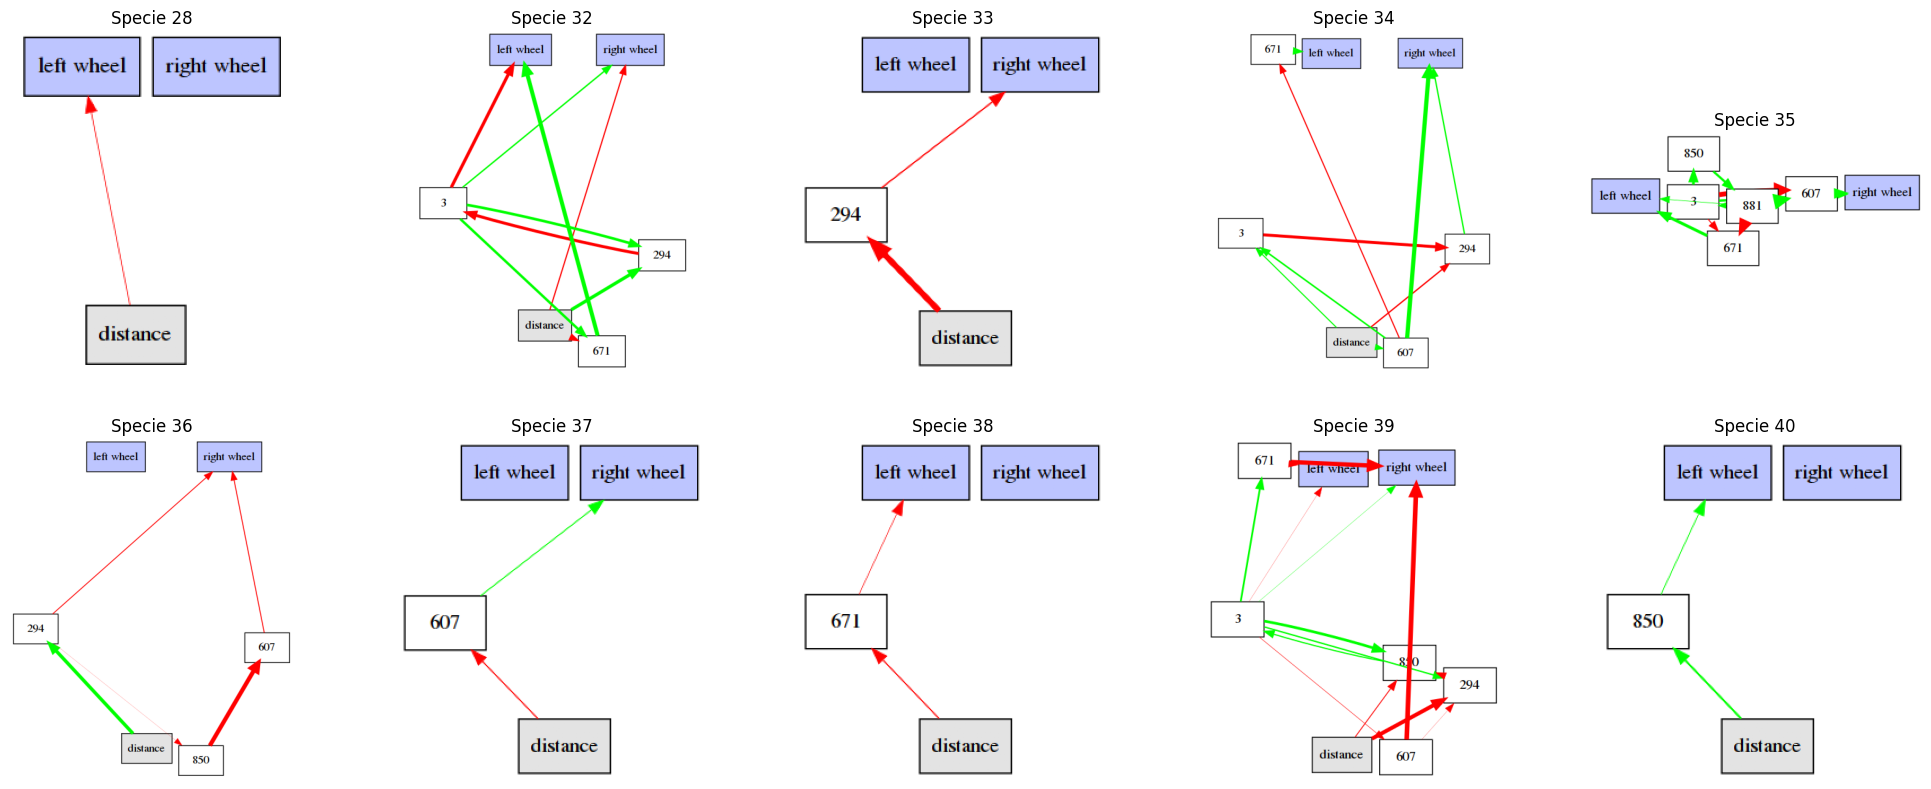 Specie 28
left wheel
right wheel
distance
Specie 32
left wheel
right wheel
3
294
distance
671
Specie 33
left wheel
right wheel
294
distance
Specie 34
671
left wheel
right wheel
3
294
distance
607
Specie 35
850
left wheel
3
881
607
right wheel
671
Specie 36
left wheel
right wheel
294
607
distance
850
Specie 37
left wheel
right wheel
607
distance
Specie 38
left wheel
right wheel
671
distance
Specie 39
671
left wheel
right wheel
3
850
294
distance
607
Specie 40
left wheel
right wheel
850
distance